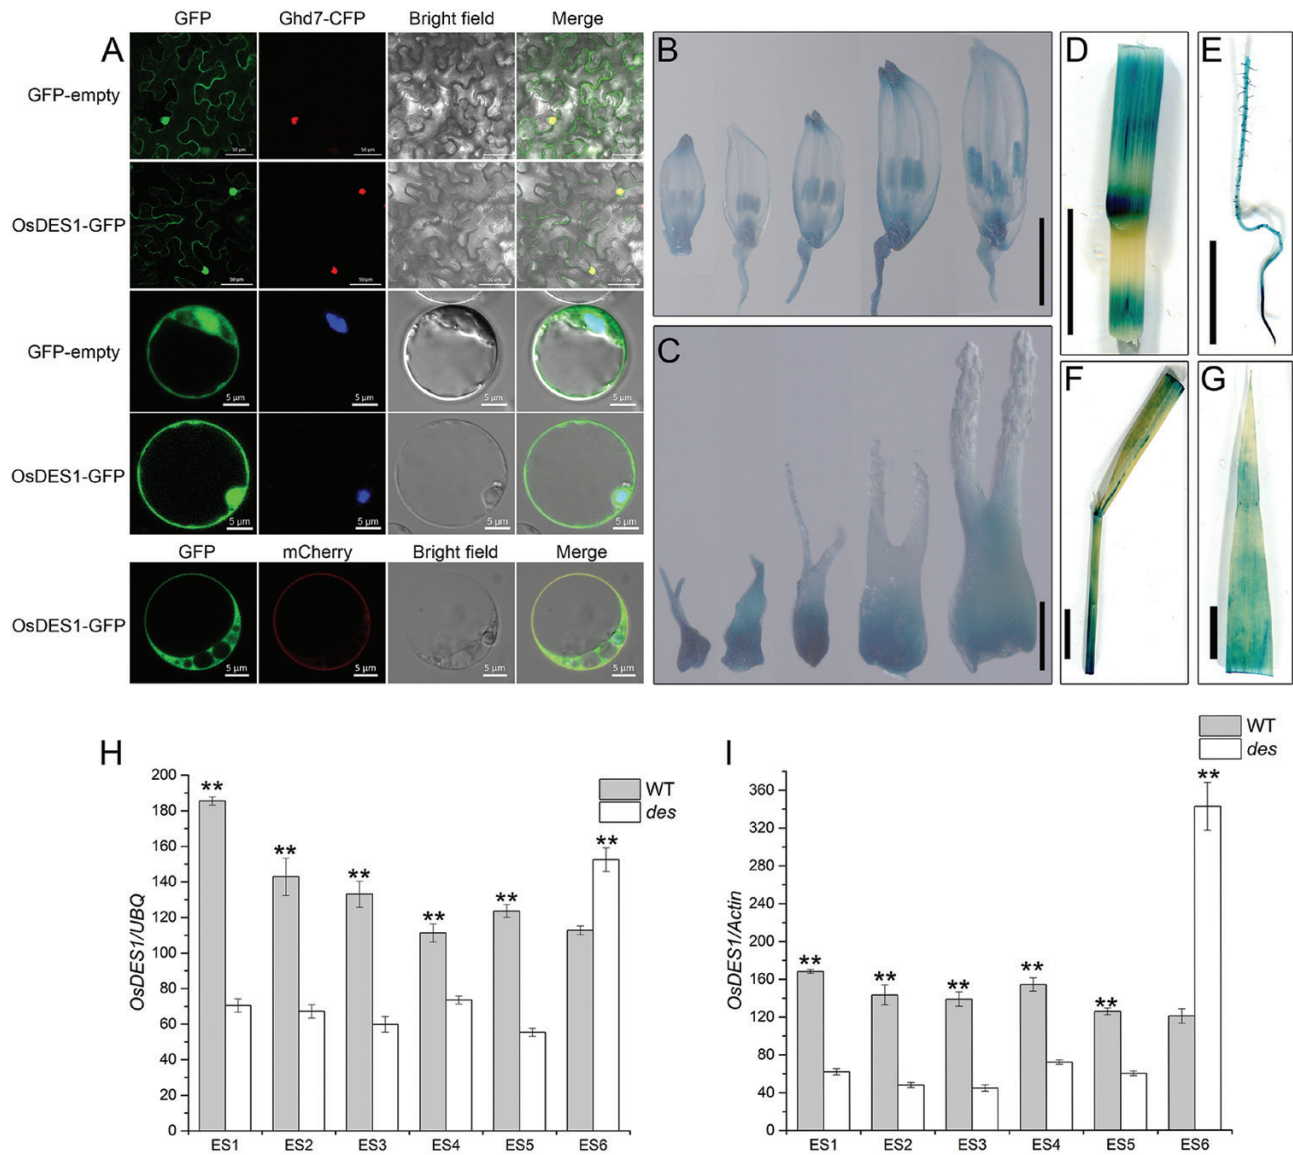 GFP Ghd7-CFP Bright field Merge
A
GFP-empty
50 μm 50 μm 50 μm 50 μm
OsDES1-GFP
50 μm 50 μm 50 μm 50 μm
GFP-empty
5 μm 5 μm 5 μm 5 μm
OsDES1-GFP
5 μm 5 μm 5 μm 5 μm
GFP mCherry Bright field Merge
OsDES1-GFP
5 μm 5 μm 5 μm 5 μm
B
C
D
E
F
G
H
WT
des
OsDES1/UBQ
200
180
160
140
120
100
80
60
40
20
0
** ** ** ** ** **
ES1 ES2 ES3 ES4 ES5 ES6
I
WT
des
OsDES1/Actin
360
320
280
240
200
160
120
80
40
0
** ** ** ** ** **
ES1 ES2 ES3 ES4 ES5 ES6